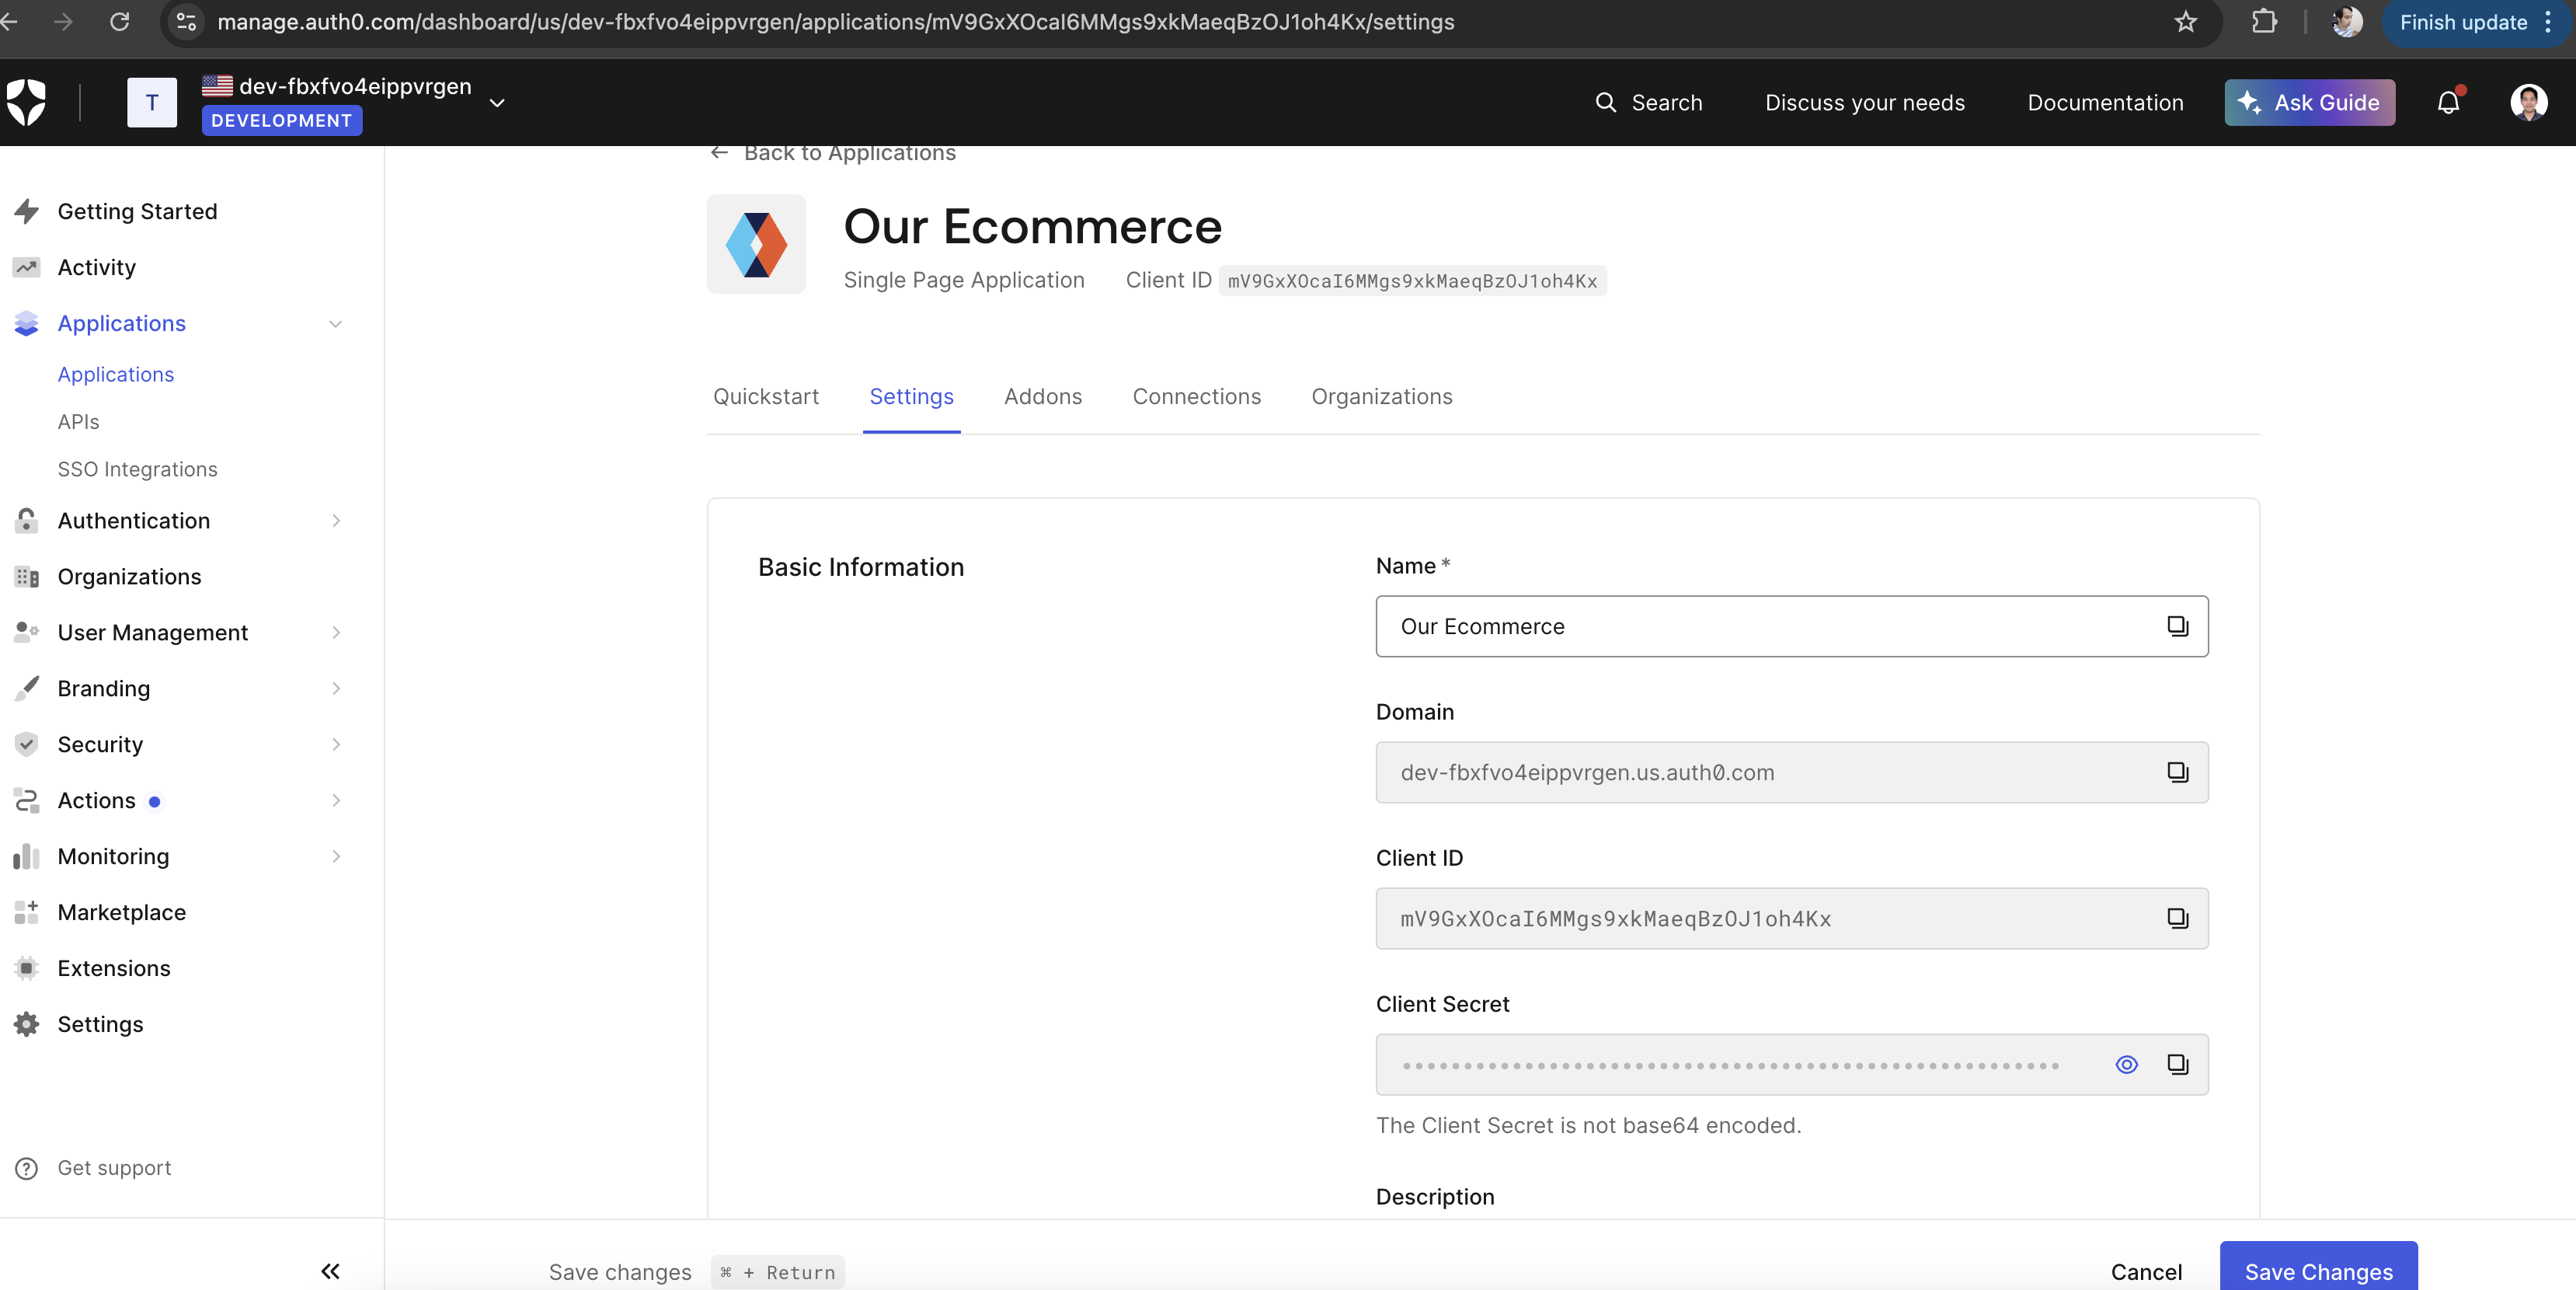 manage.auth0.com/dashboard/us/dev-fbxfvo4eippvrgen/applications/mV9GxXOcaI6MMgs9xkMaeqBzOJ1oh4Kx/settings
Finish update
T
dev-fbxfvo4eippvrgen
DEVELOPMENT
Search
Discuss your needs
Documentation
Ask Guide
Getting Started
Activity
Applications
Applications
APIs
SSO Integrations
Authentication
Organizations
User Management
Branding
Security
Actions
Monitoring
Marketplace
Extensions
Settings
Get support
Back to Applications
Our Ecommerce
Single Page Application Client ID mV9GxXOcaI6MMgs9xkMaeqBzOJ1oh4Kx
Quickstart Settings Addons Connections Organizations
Basic Information
Name *
Our Ecommerce
Domain
dev-fbxfvo4eippvrgen.us.auth0.com
Client ID
mV9GxXOcaI6MMgs9xkMaeqBzOJ1oh4Kx
Client Secret
The Client Secret is not base64 encoded.
Description
Save changes ⌘ + Return
Cancel
Save Changes